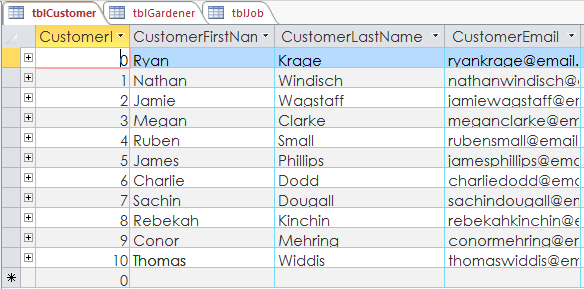 tblCustomer tblGardener tblJob
CustomerI CustomerFirstNan CustomerLastName CustomerEmail
0 Ryan Krage ryankrage@email.
1 Nathan Windisch nathanwindisch@e
2 Jamie Wagstaff jamiewagstaff@em
3 Megan Clarke meganclarke@em
4 Ruben Small rubensmall@email
5 James Phillips jamesphillips@em
6 Charlie Dodd charliedodd@em
7 Sachin Dougall sachindougall@em
8 Rebekah Kinchin rebekahkinchin@e
9 Conor Mehring conormehring@em
10 Thomas Widdis thomaswiddis@em
0